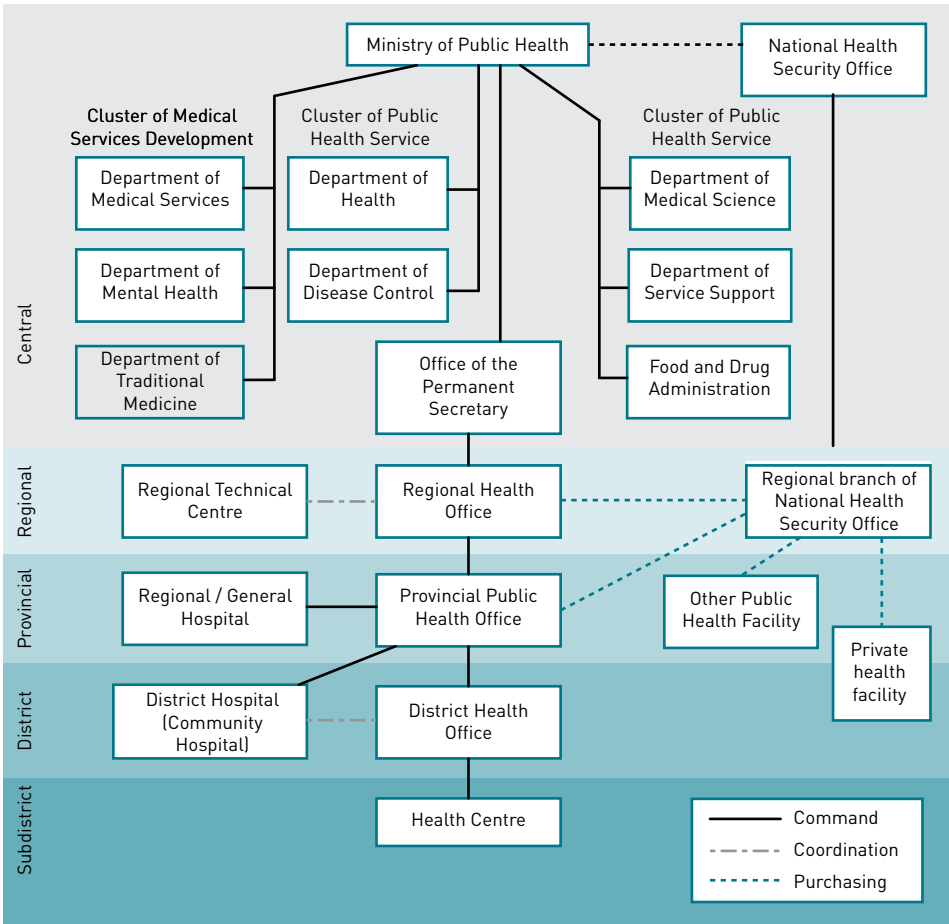 Ministry of Public Health
National Health
Security Office
Cluster of Medical
Services Development
Cluster of Public
Health Service
Cluster of Public
Health Service
Department of
Medical Services
Department of
Health
Department of
Medical Science
Department of
Mental Health
Department of
Disease Control
Department of
Service Support
Central
Department of
Traditional
Medicine
Office of the
Permanent
Secretary
Food and Drug
Administration
Regional
Regional Technical
Centre
Regional Health
Office
Regional branch of
National Health
Security Office
Provincial
Regional / General
Hospital
Provincial Public
Health Office
Other Public
Health Facility
Private
health
facility
District
District Hospital
(Community
Hospital)
District Health
Office
Subdistrict
Health Centre
Command
Coordination
Purchasing